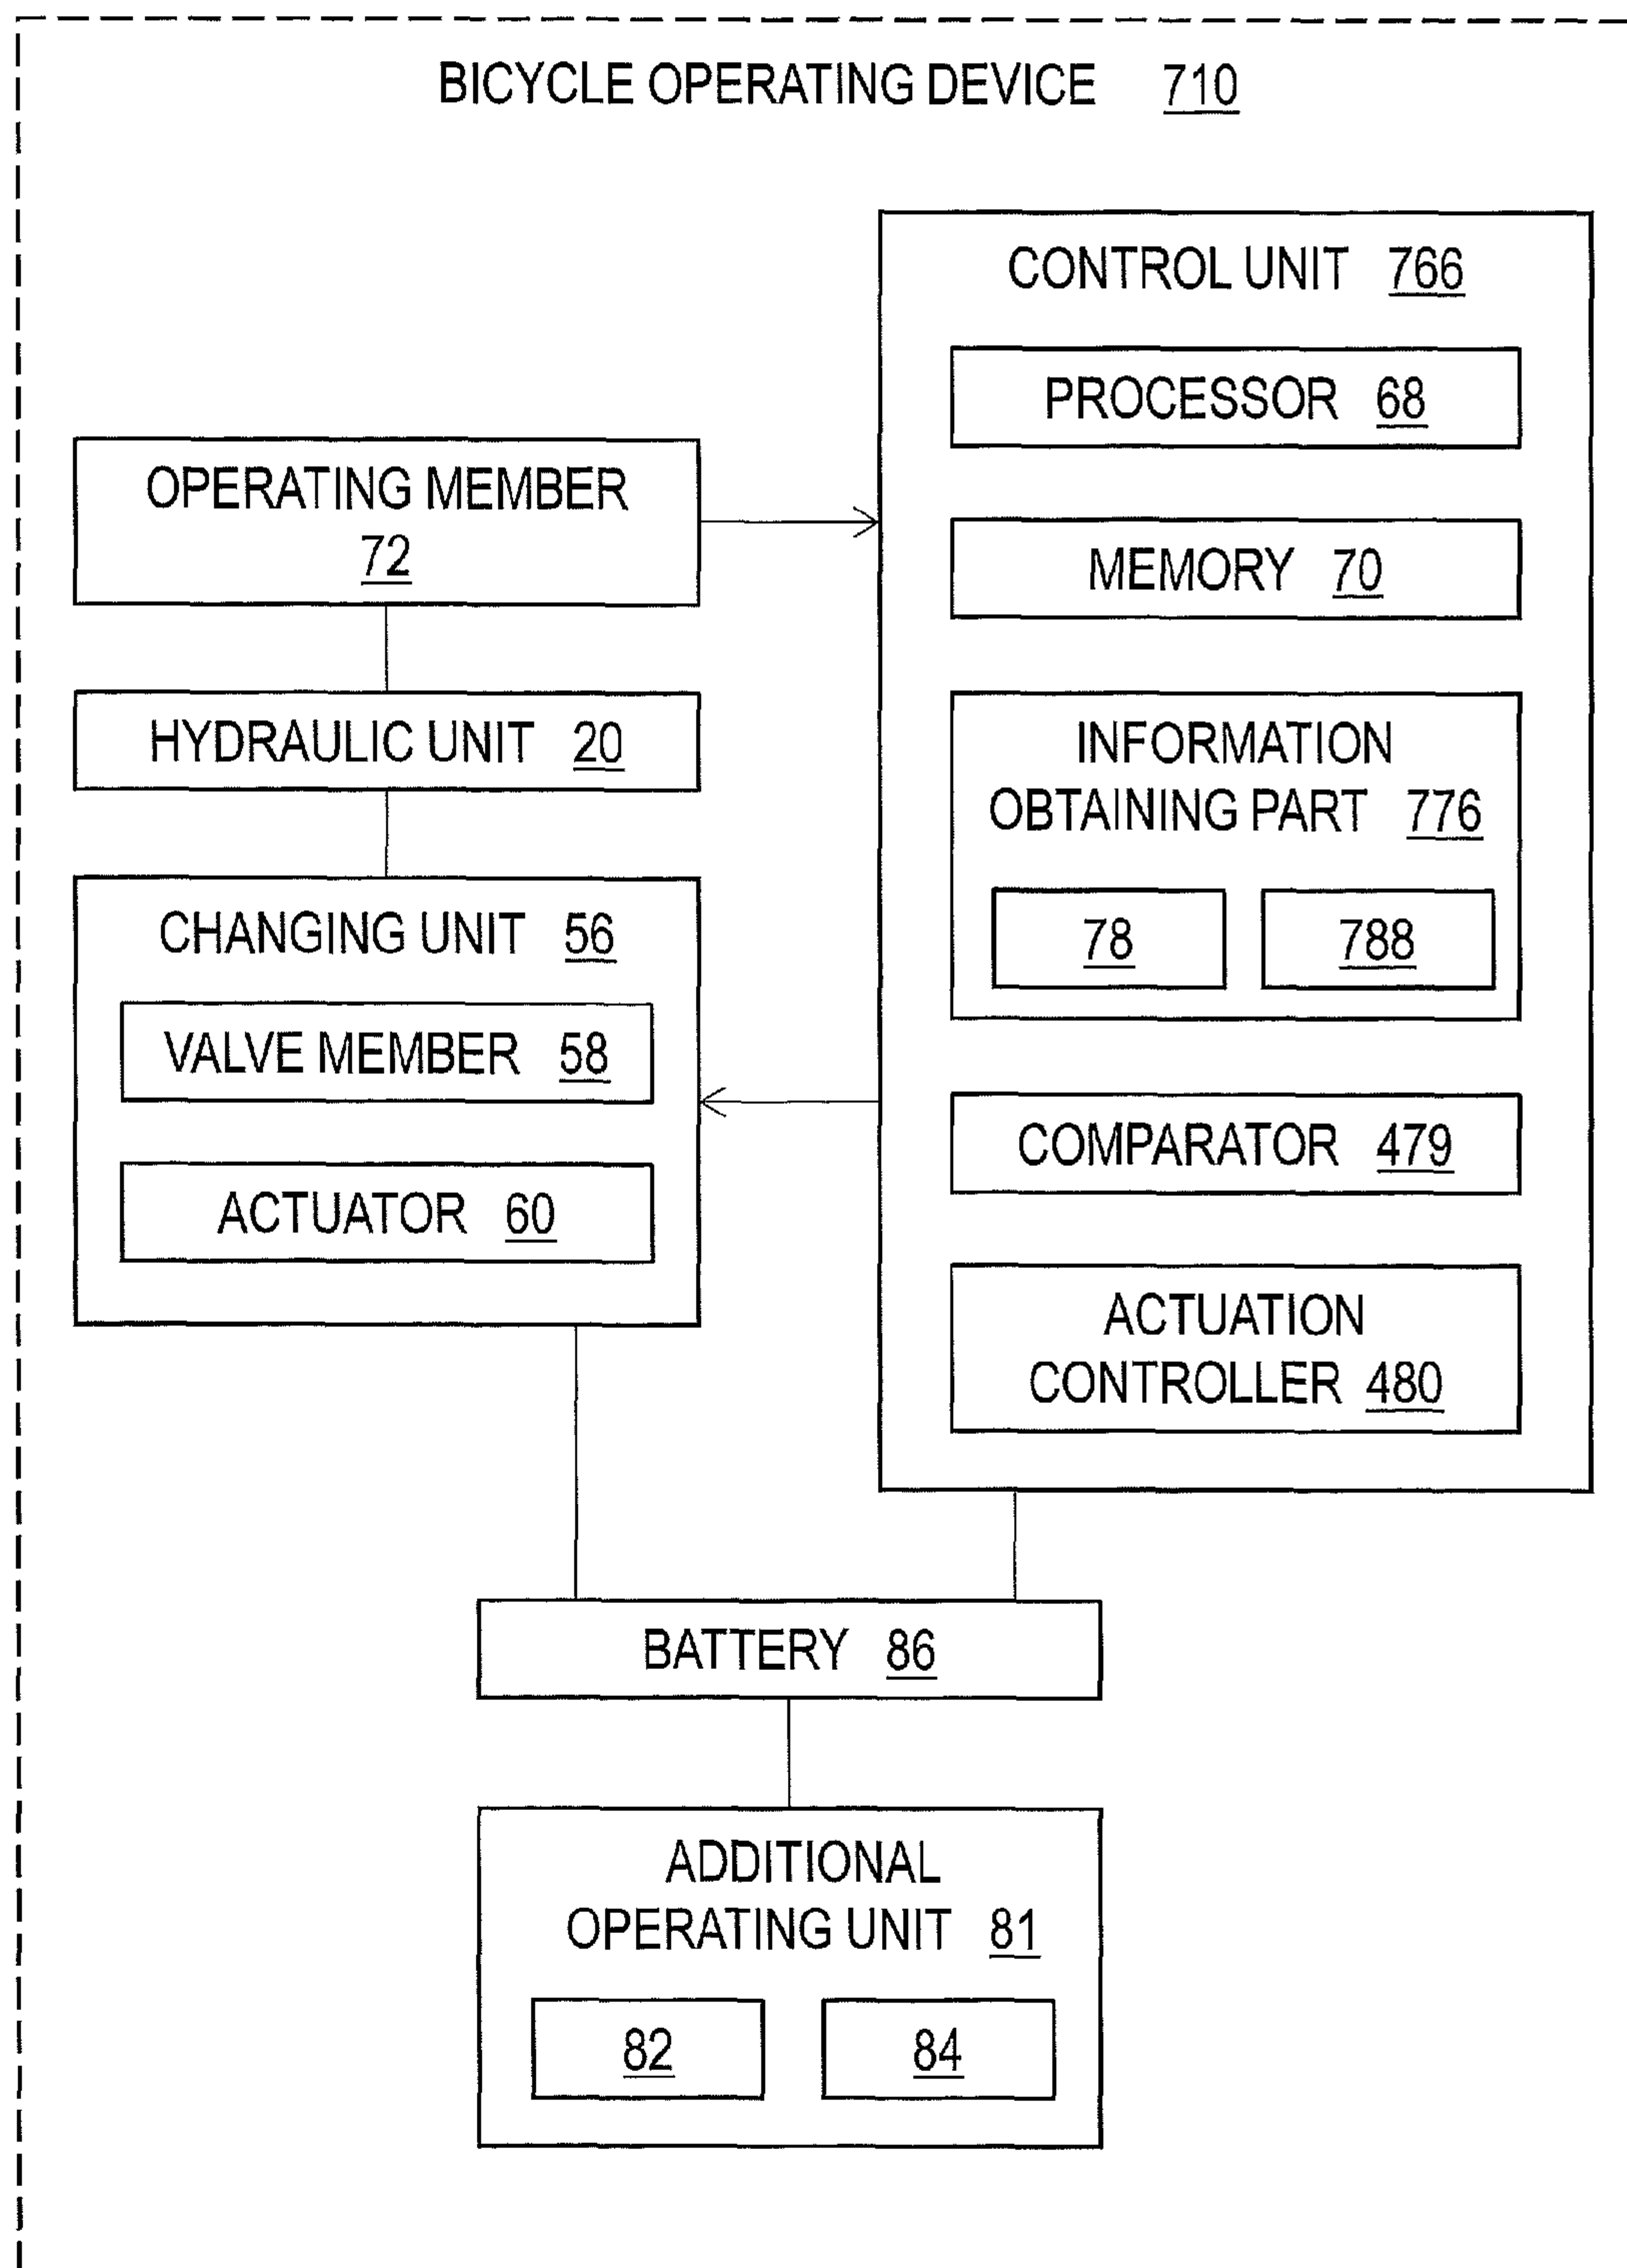 BICYCLE OPERATING DEVICE 710
CONTROL UNIT 766
PROCESSOR 68
MEMORY 70
INFORMATION
OBTAINING PART 776
78 788
COMPARATOR 479
ACTUATION
CONTROLLER 480
OPERATING MEMBER
72
HYDRAULIC UNIT 20
CHANGING UNIT 56
VALVE MEMBER 58
ACTUATOR 60
BATTERY 86
ADDITIONAL
OPERATING UNIT 81
82 84